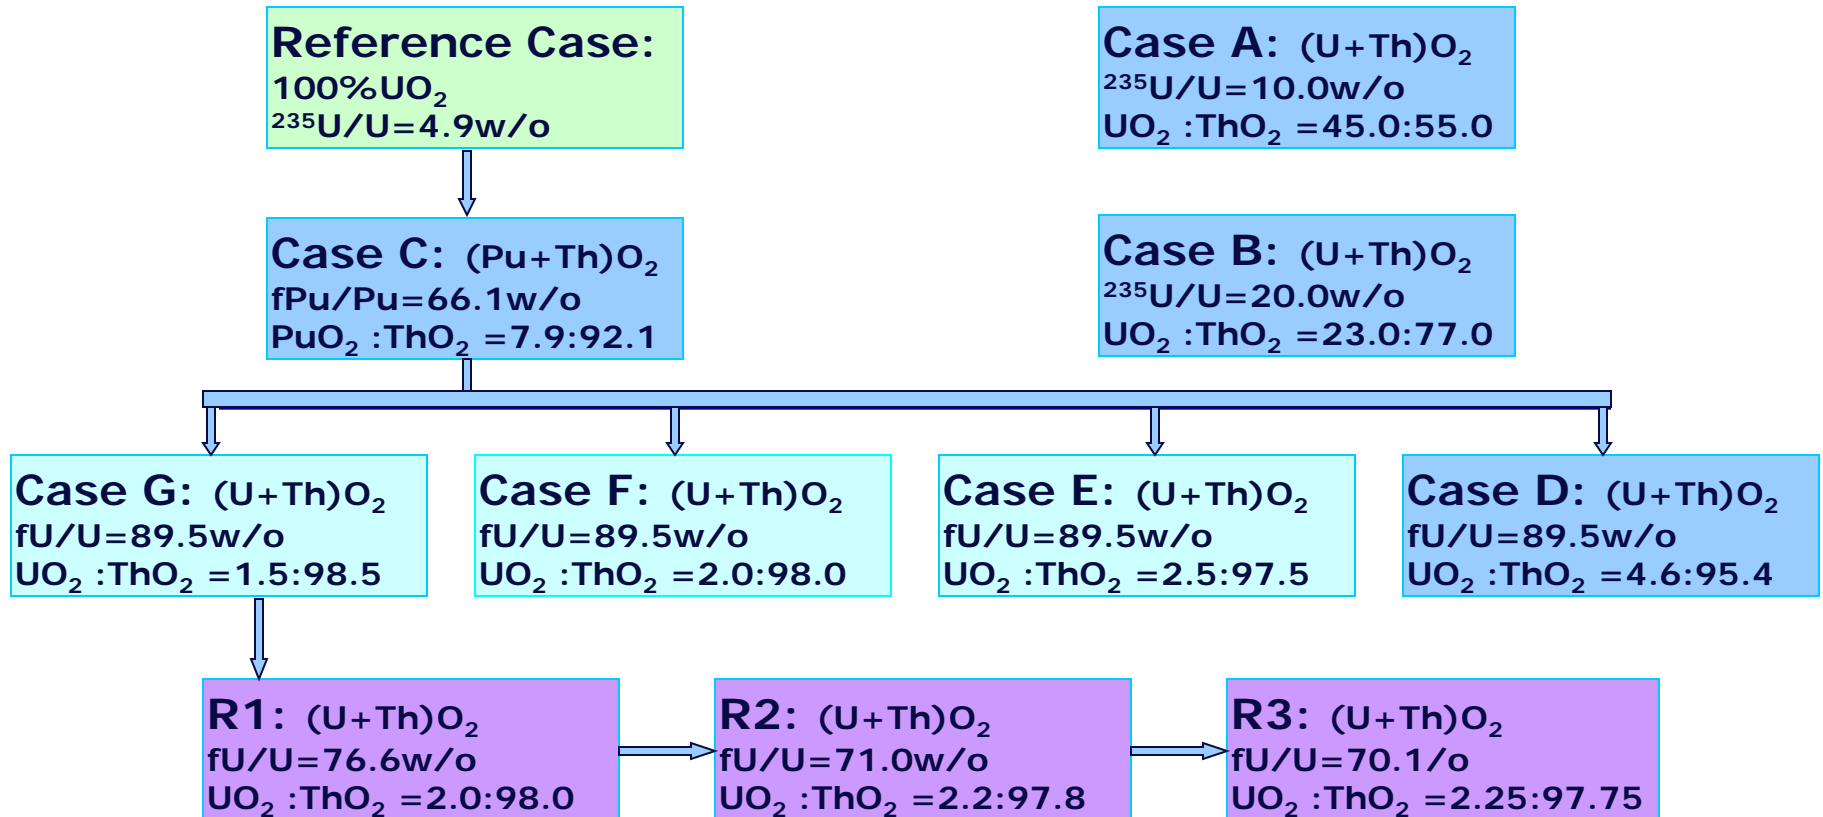 Reference Case:
100%UO₂
²³⁵U/U=4.9w/o
Case A: (U+Th)O₂
²³⁵U/U=10.0w/o
UO₂ :ThO₂ =45.0:55.0
Case C: (Pu+Th)O₂
fPu/Pu=66.1w/o
PuO₂ :ThO₂ =7.9:92.1
Case B: (U+Th)O₂
²³⁵U/U=20.0w/o
UO₂ :ThO₂ =23.0:77.0
Case G: (U+Th)O₂
fU/U=89.5w/o
UO₂ :ThO₂ =1.5:98.5
Case F: (U+Th)O₂
fU/U=89.5w/o
UO₂ :ThO₂ =2.0:98.0
Case E: (U+Th)O₂
fU/U=89.5w/o
UO₂ :ThO₂ =2.5:97.5
Case D: (U+Th)O₂
fU/U=89.5w/o
UO₂ :ThO₂ =4.6:95.4
R1: (U+Th)O₂
fU/U=76.6w/o
UO₂ :ThO₂ =2.0:98.0
R2: (U+Th)O₂
fU/U=71.0w/o
UO₂ :ThO₂ =2.2:97.8
R3: (U+Th)O₂
fU/U=70.1/o
UO₂ :ThO₂ =2.25:97.75